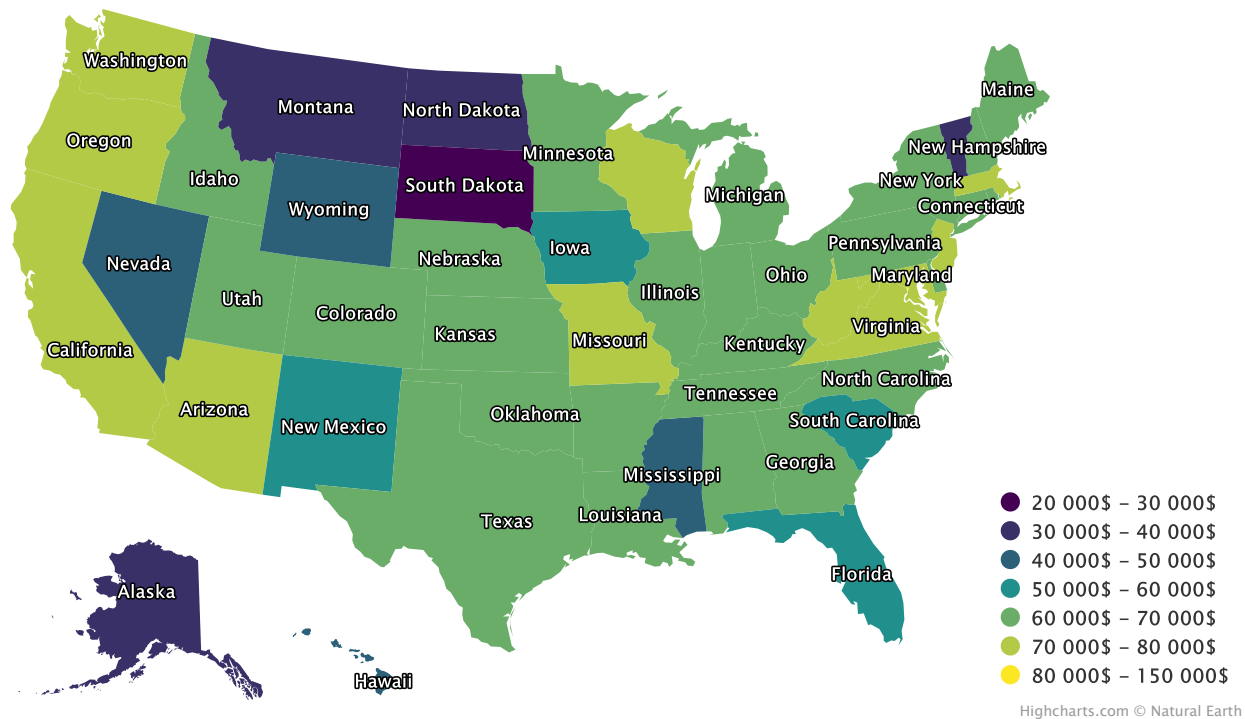 Washington
Montana
North Dakota
Maine
Oregon
Minnesota
New Hampshire
Idaho
South Dakota
Michigan
New York
Wyoming
Connecticut
Nevada
Nebraska
Iowa
Pennsylvania
Utah
Colorado
Illinois
Ohio
Maryland
California
Kansas
Missouri
Kentucky
Virginia
Arizona
New Mexico
Oklahoma
Tennessee
North Carolina
South Carolina
Mississippi
Georgia
Texas
Louisiana
Alaska
Florida
Hawaii
20 000$ – 30 000$
30 000$ – 40 000$
40 000$ – 50 000$
50 000$ – 60 000$
60 000$ – 70 000$
70 000$ – 80 000$
80 000$ – 150 000$
Highcharts.com © Natural Earth